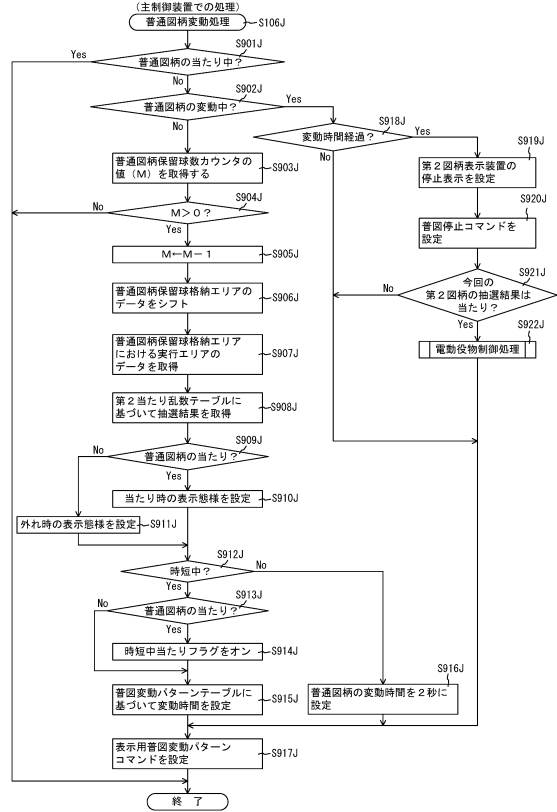 (主制御装置での処理)
普通図柄変動処理
S106J
S901J
Yes
普通図柄の当たり中？
No
S902J
普通図柄の変動中？
Yes
No
S918J
変動時間経過？
Yes
No
S903J
普通図柄保留球数カウンタの
値（Ｍ）を取得する
S919J
第２図柄表示装置の
停止表示を設定
S904J
No
Ｍ＞０？
Yes
S920J
普図停止コマンドを
設定
Ｍ←Ｍ－１
S905J
S921J
今回の
第２図柄の抽選結果は
当たり？
No
Yes
普通図柄保留球格納エリアの
データをシフト
S906J
S922J
電動役物制御処理
普通図柄保留球格納エリア
における実行エリアの
データを取得
S907J
第２当たり乱数テーブルに
基づいて抽選結果を取得
S908J
S909J
No
普通図柄の当たり？
Yes
当たり時の表示態様を設定
S910J
外れ時の表示態様を設定
S911J
S912J
時短中？
No
Yes
S913J
No
普通図柄の当たり？
Yes
時短中当たりフラグをオン
S914J
普図変動パターンテーブルに
基づいて変動時間を設定
S915J
S916J
普通図柄の変動時間を２秒に
設定
表示用普図変動パターン
コマンドを設定
S917J
終 了